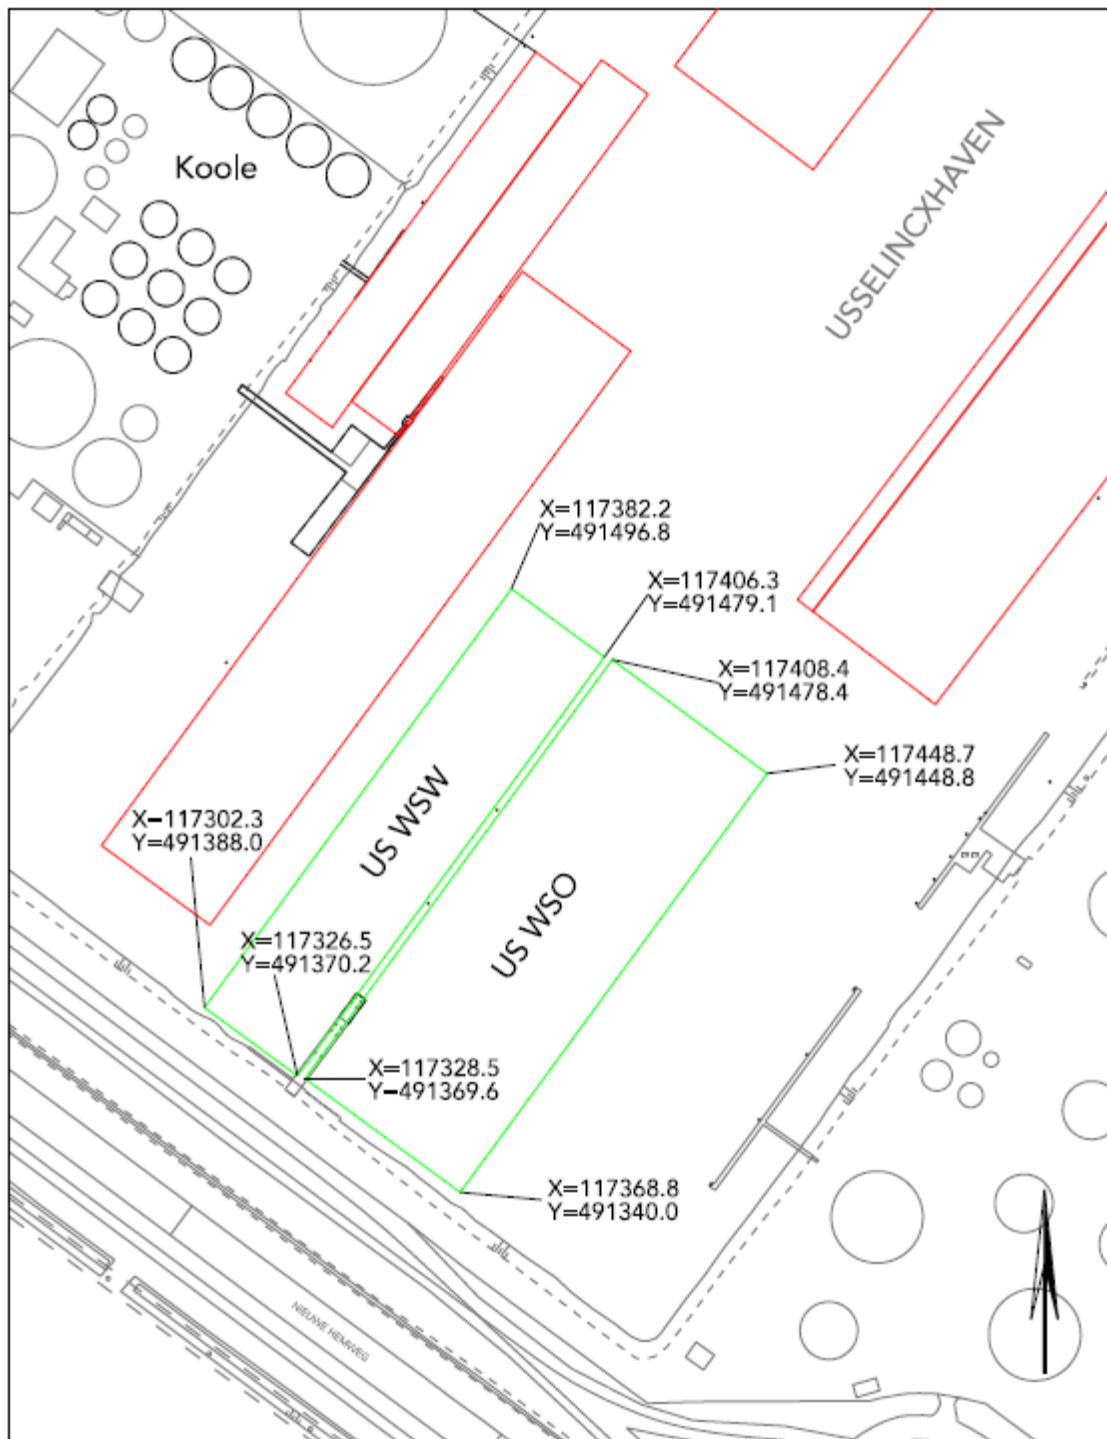 Koole
USSELINCXHAVEN
X=117382.2
Y=491496.8
X=117406.3
Y=491479.1
X=117408.4
Y=491478.4
X=117448.7
Y=491448.8
X-117302.3
Y=491388.0
US WSW
US WSO
X=117326.5
Y=491370.2
X=117328.5
Y-491369.6
X=117368.8
Y=491340.0
NIEUWE HEMWEG